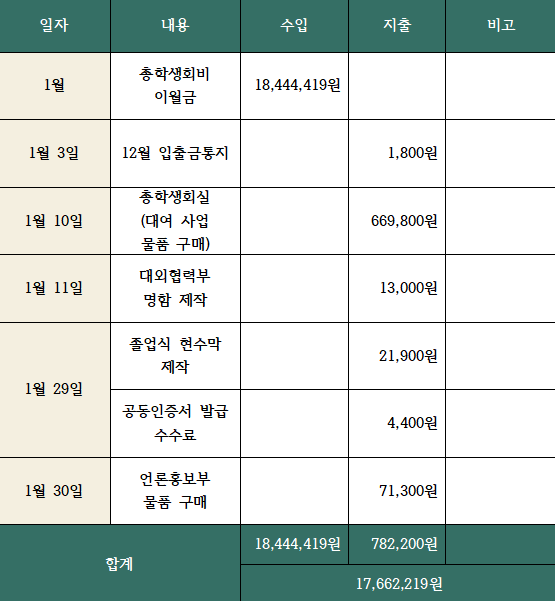 일자 내용 수입 지출 비고
1월 총학생회비 18,444,419원
이월금
1월 3일 12월 입출금통지 1,800원
총학생회실
1월 10일 (대여 사업 669,800원
물품 구매)
1월 11일 대외협력부 13,000원
명함 제작
졸업식 현수막 21,900원
제작
1월 29일
공동인증서 발급 4,400원
수수료
1월 30일 언론홍보부 71,300원
물품 구매
합계 18,444,419원 782,200원
17,662,219원